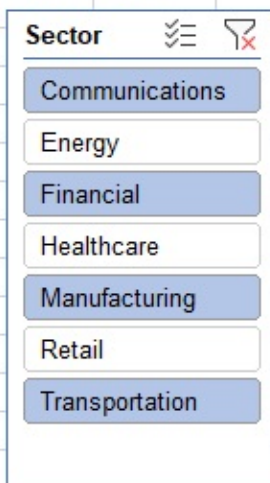 Sector
Communications
Energy
Financial
Healthcare
Manufacturing
Retail
Transportation